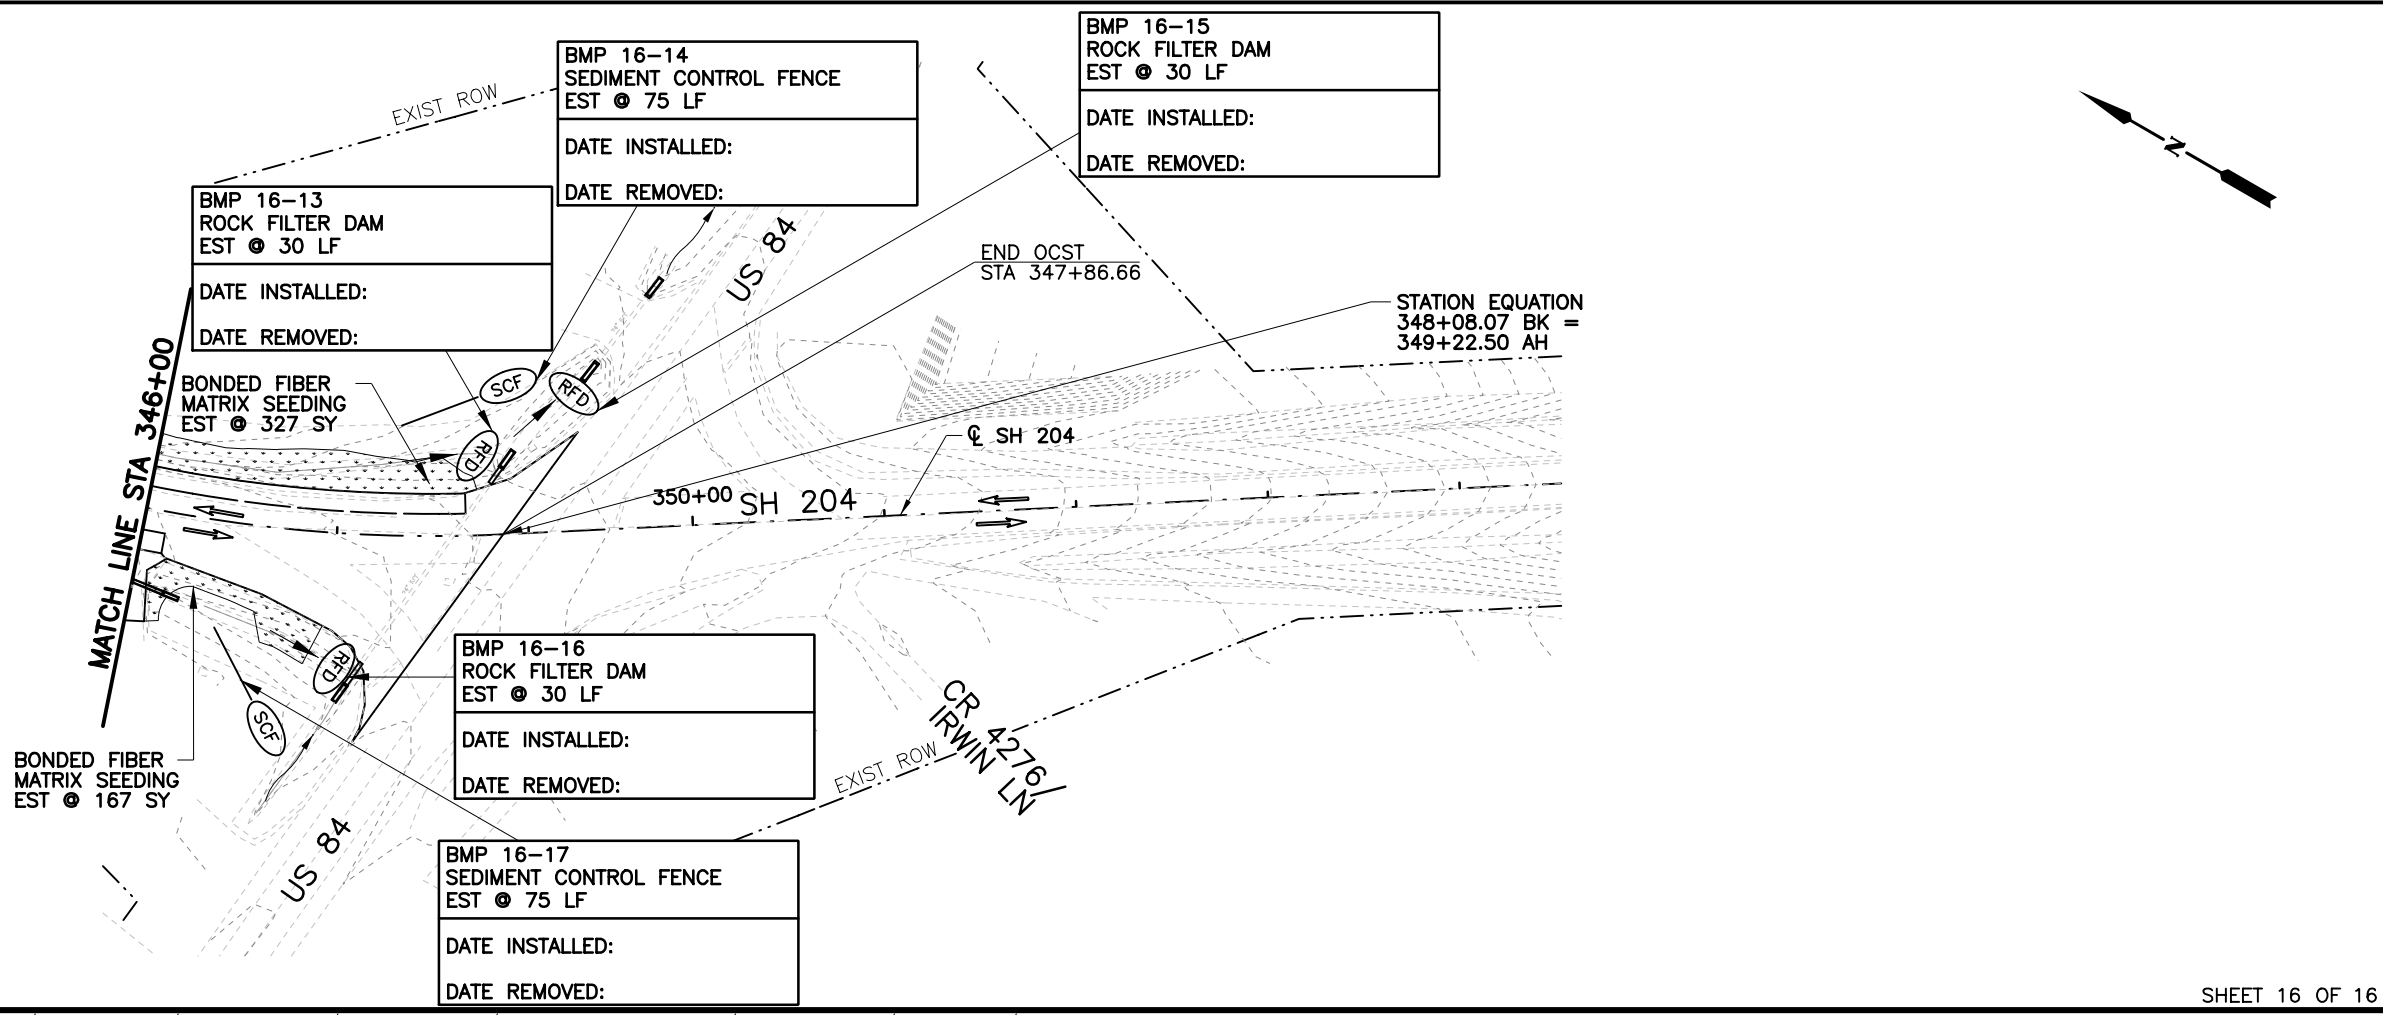 BMP 16-15
ROCK FILTER DAM
EST @ 30 LF
DATE INSTALLED:
DATE REMOVED:
BMP 16-14
SEDIMENT CONTROL FENCE
EST @ 75 LF
DATE INSTALLED:
DATE REMOVED:
EXIST ROW
BMP 16-13
ROCK FILTER DAM
EST @ 30 LF
DATE INSTALLED:
DATE REMOVED:
N
US 84
END OCST
STA 347+86.66
STATION EQUATION
348+08.07 BK =
349+22.50 AH
MATCH LINE STA 346+00
BONDED FIBER
MATRIX SEEDING
EST @ 327 SY
SCF
RFD
RFD
℄ SH 204
350+00
SH 204
BMP 16-16
ROCK FILTER DAM
EST @ 30 LF
DATE INSTALLED:
DATE REMOVED:
RFD
SCF
BONDED FIBER
MATRIX SEEDING
EST @ 167 SY
CR 4276/
IRWIN LN
EXIST ROW
US 84
BMP 16-17
SEDIMENT CONTROL FENCE
EST @ 75 LF
DATE INSTALLED:
DATE REMOVED:
SHEET 16 OF 16